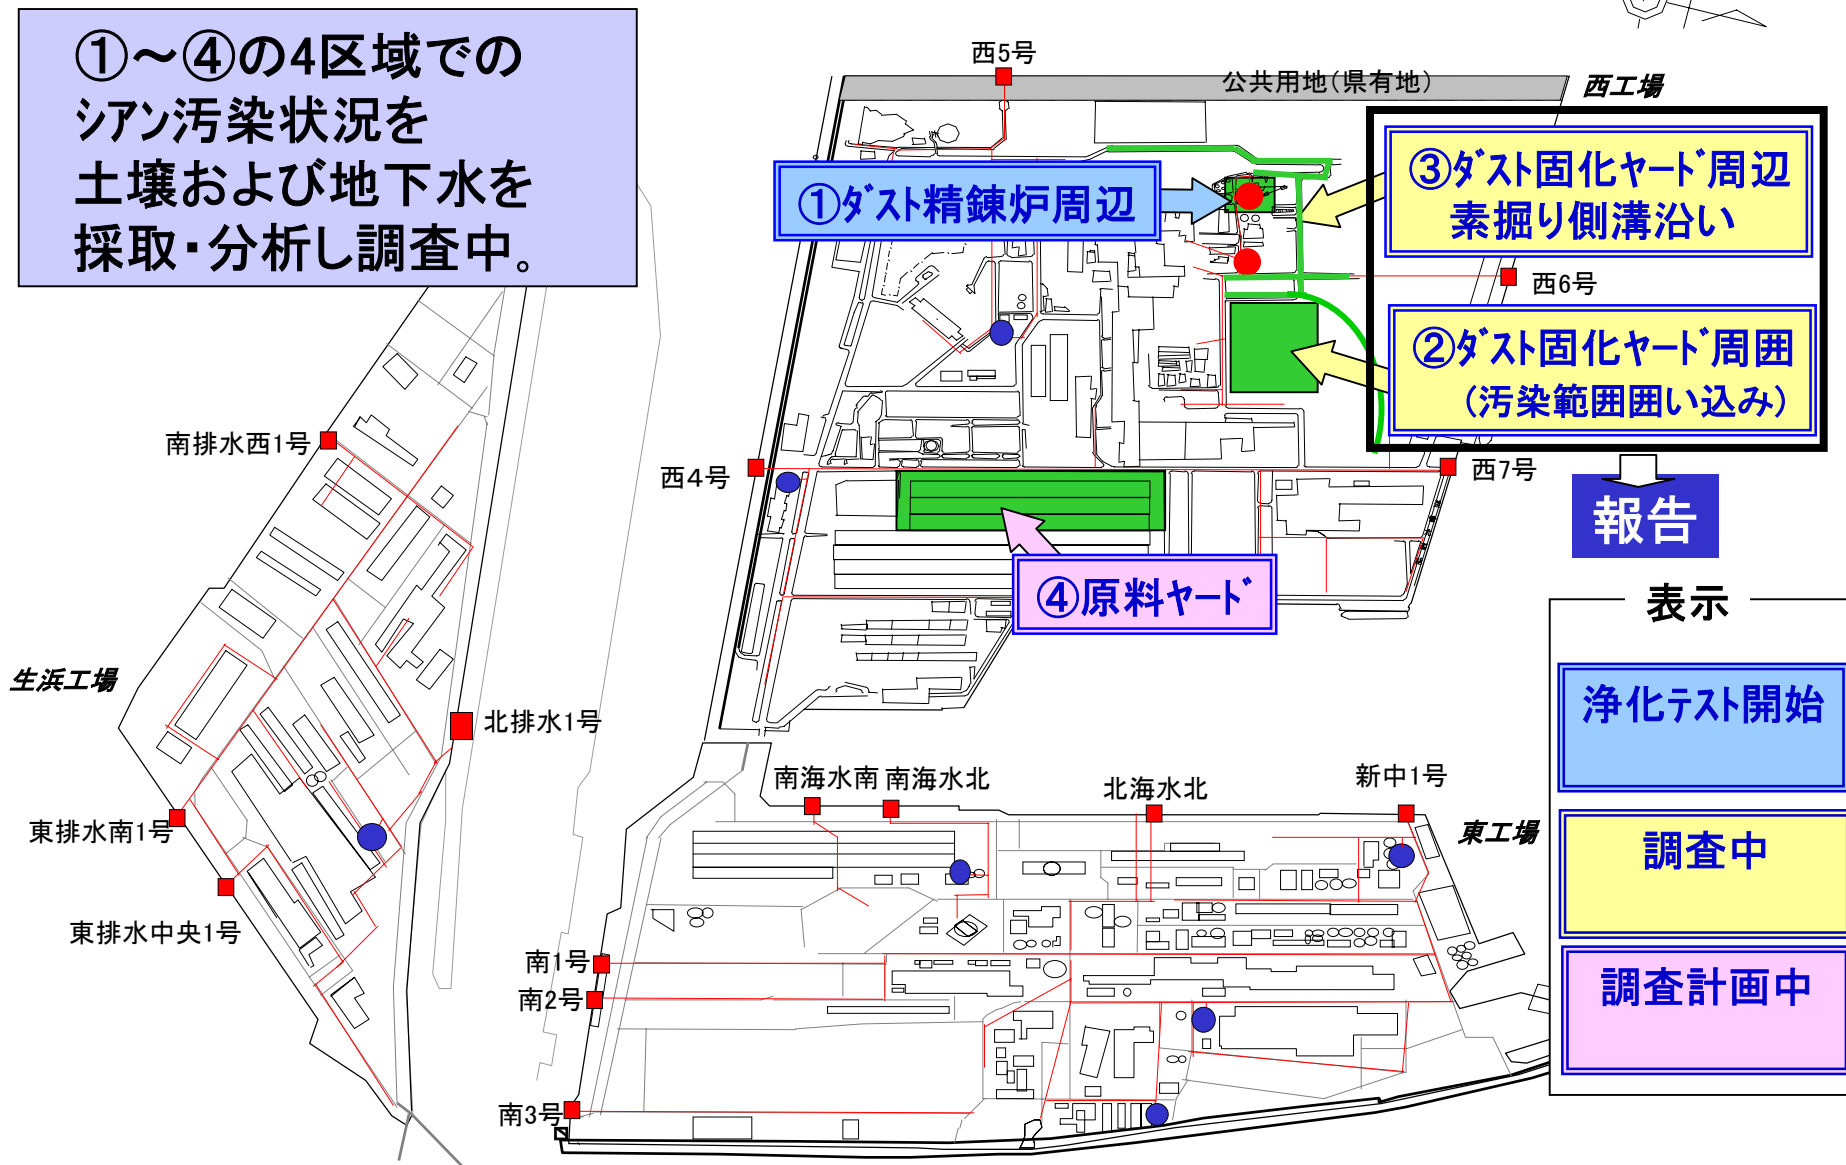 ①～④の4区域での
シアン汚染状況を
土壌および地下水を
採取・分析し調査中。
西5号
公共用地（県有地）
西工場
①ダスト精錬炉周辺
③ダスト固化ヤード周辺
素掘り側溝沿い
西6号
②ダスト固化ヤード周囲
（汚染範囲囲い込み）
南排水西1号
西4号
西7号
報告
④原料ヤード
表示
生浜工場
浄化テスト開始
北排水1号
南海水南
南海水北
北海水北
新中1号
東排水南1号
東工場
調査中
東排水中央1号
南1号
南2号
調査計画中
南3号